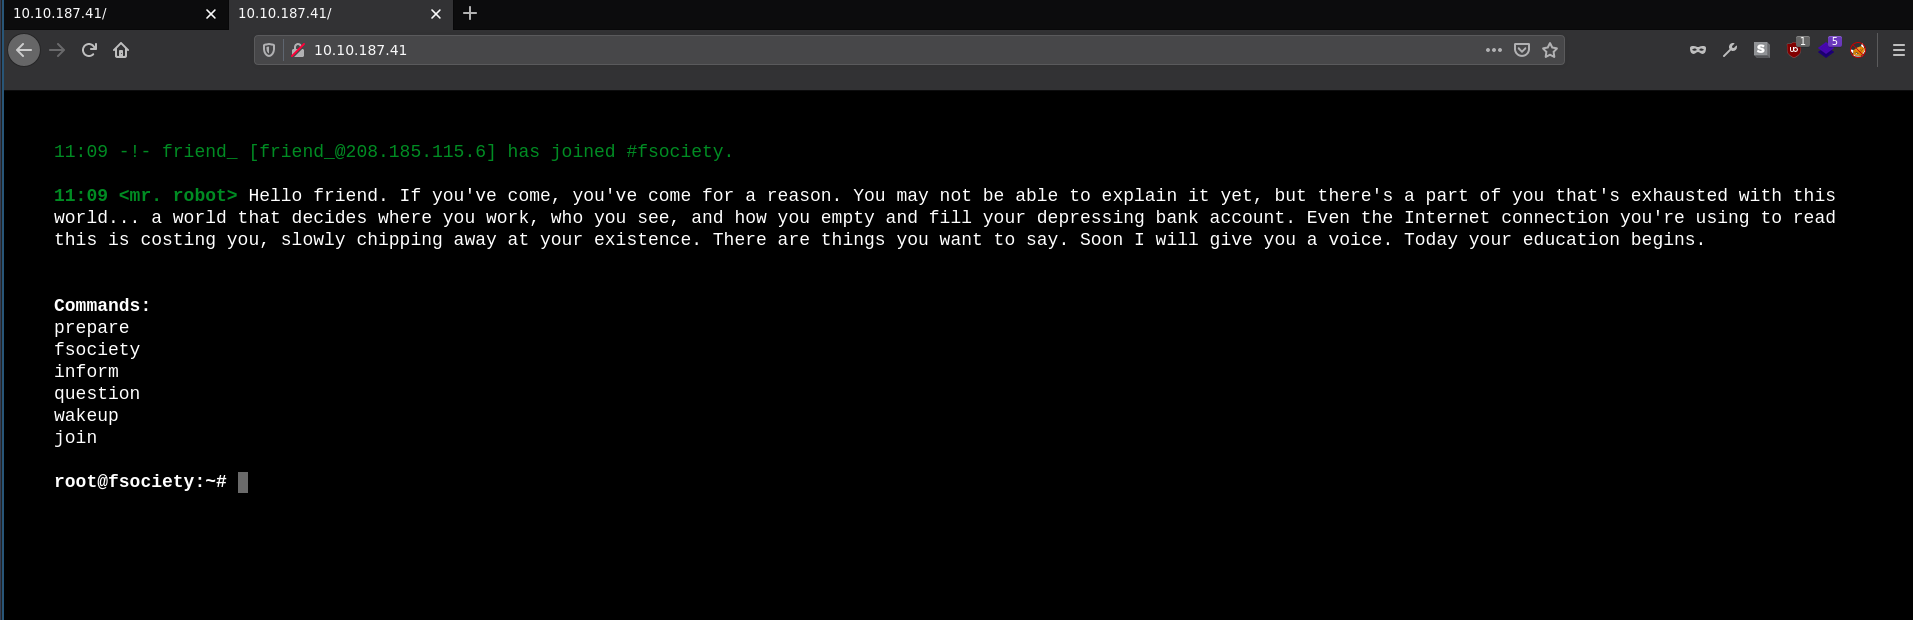 10.10.187.41/ 10.10.187.41/
10.10.187.41
S UD 1 5
11:09 -!- friend_ [friend_@208.185.115.6] has joined #fsociety.
11:09 <mr. robot> Hello friend. If you've come, you've come for a reason. You may not be able to explain it yet, but there's a part of you that's exhausted with this
world... a world that decides where you work, who you see, and how you empty and fill your depressing bank account. Even the Internet connection you're using to read
this is costing you, slowly chipping away at your existence. There are things you want to say. Soon I will give you a voice. Today your education begins.
Commands:
prepare
fsociety
inform
question
wakeup
join
root@fsociety:~#